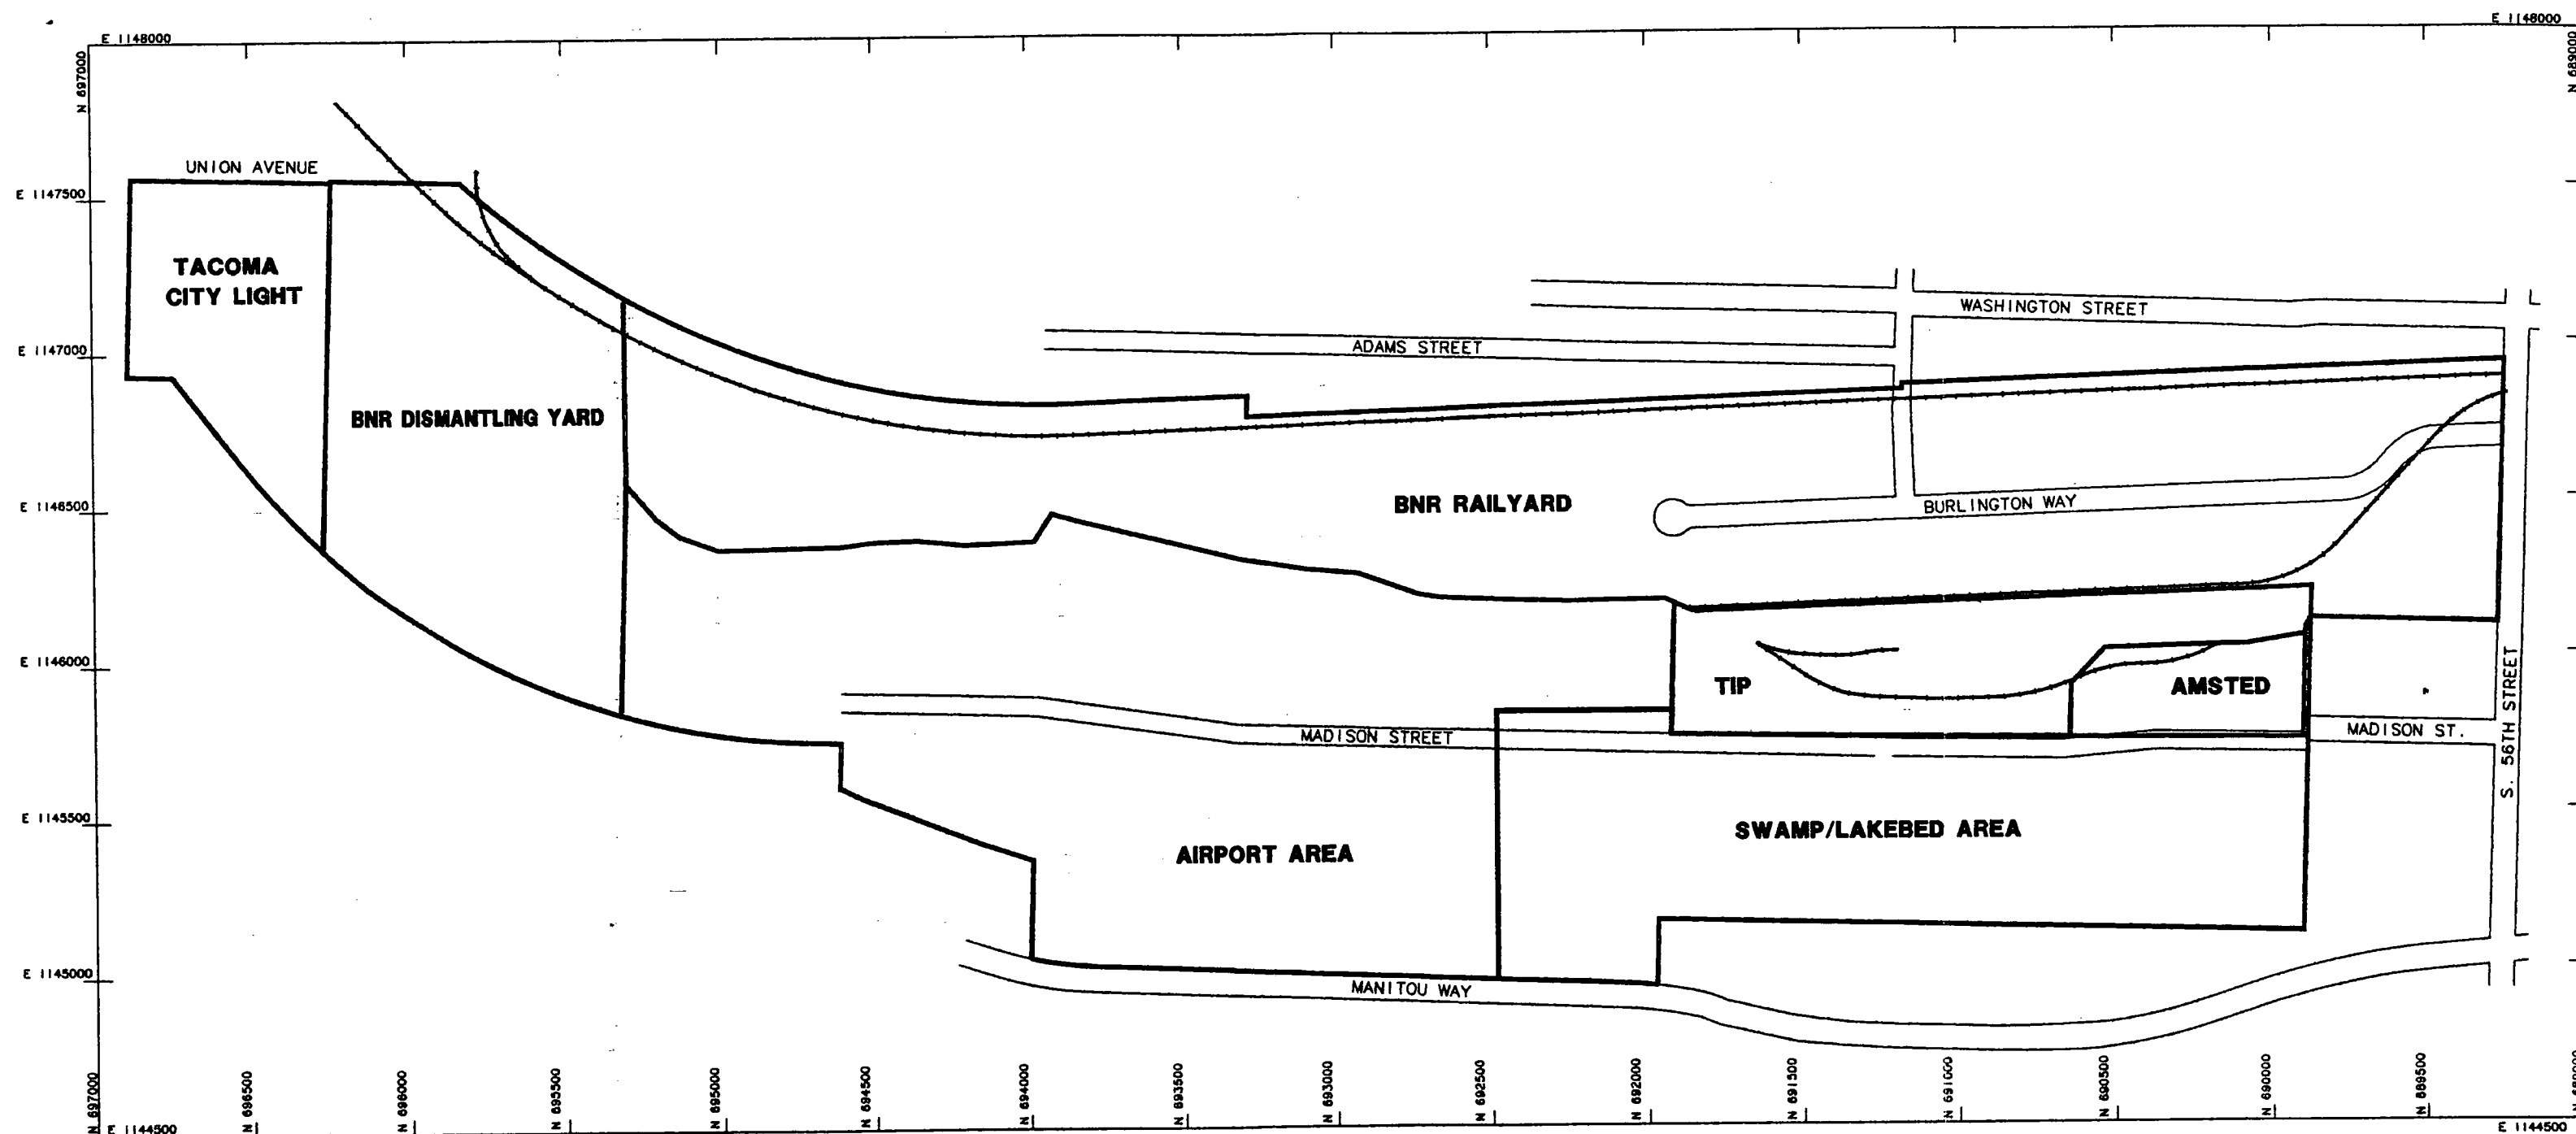 E 1148000
E 1148000
N 697000
N 689000
UNION AVENUE
E 1147500
TACOMA
CITY LIGHT
WASHINGTON STREET
ADAMS STREET
E 1147000
BNR DISMANTLING YARD
BNR RAILYARD
BURLINGTON WAY
E 1146500
E 1146000
TIP
AMSTED
S. 56TH STREET
MADISON STREET
MADISON ST.
E 1145500
SWAMP/LAKEBED AREA
AIRPORT AREA
E 1145000
MANITOU WAY
N 697000
N 696500
N 696000
N 695500
N 695000
N 694500
N 694000
N 693500
N 693000
N 692500
N 692000
N 691500
N 691000
N 690500
N 690000
N 689500
E 1144500
E 1144500